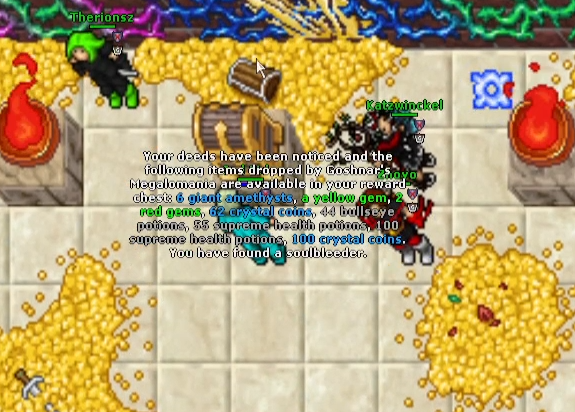 Therionsz
Katzwinckel
Your deeds have been noticed and the
following items dropped by Goshnar's
Megalomania are available in your reward
chest: 6 giant amethysts, a yellow gem, 2
red gems, 62 crystal coins, 44 bullseye
potions, 55 supreme health potions, 100
supreme health potions, 100 crystal coins.
You have found a soulbleeder.